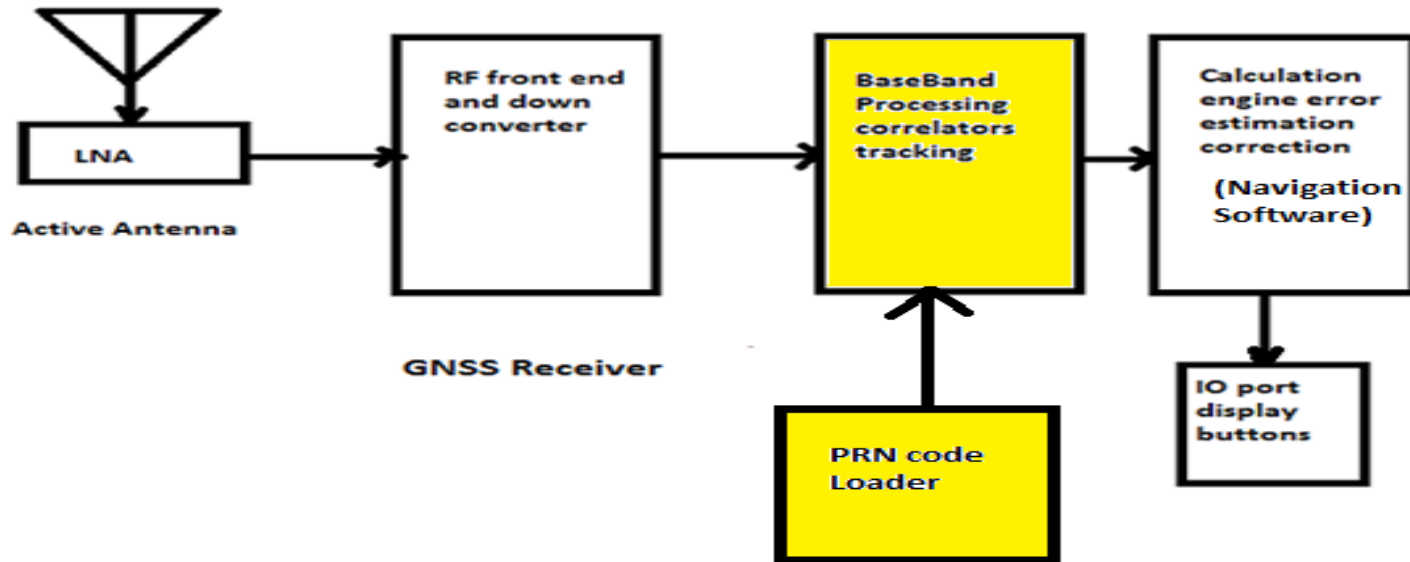 LNA
Active Antenna
RF front end
and down
converter
GNSS Receiver
BaseBand
Processing
correlators
tracking
PRN code
Loader
Calculation
engine error
estimation
correction
(Navigation
Software)
IO port
display
buttons